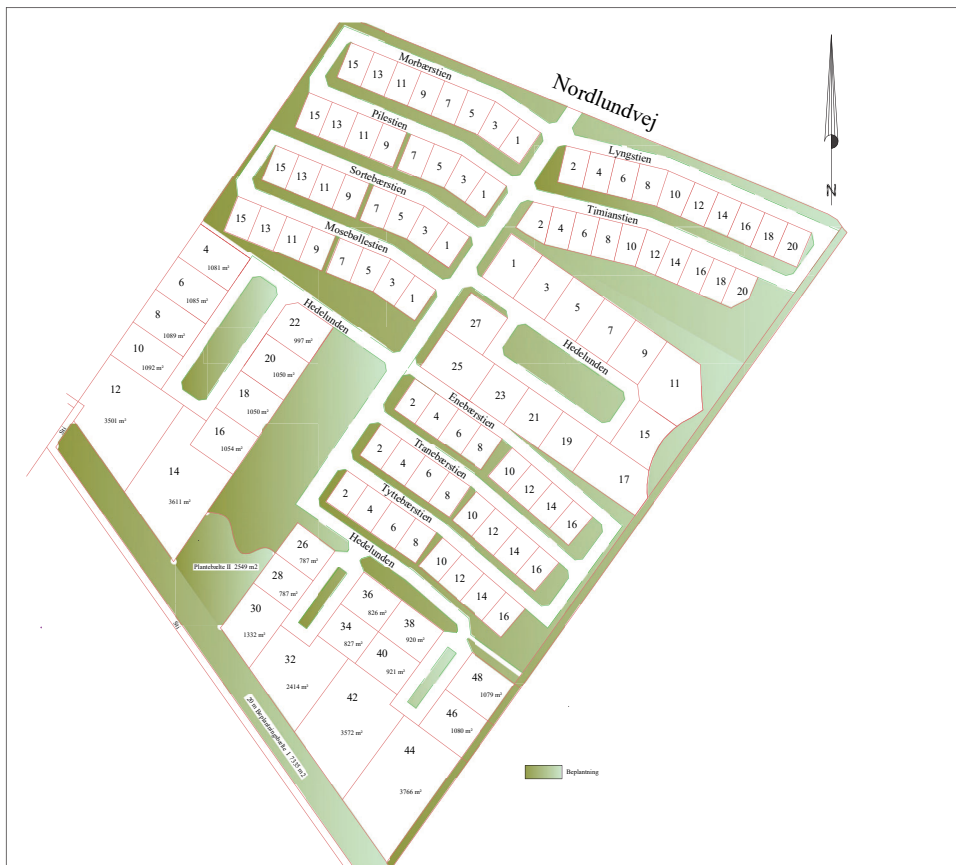 Nordlundvej
Morbærstien
15 13 11 9 7 5 3 1
Pilestien
15 13 11 9 7 5 3 1
Sortebærstien
15 13 11 9 7 5 3 1
Mosebøllestien
15 13 11 9 7 5 3 1
Lyngstien
2 4 6 8 10 12 14 16 18 20
Timianstien
2 4 6 8 10 12 14 16 18 20
N
Hedelunden
4
1081 m²
6
1085 m²
8
1089 m²
10
1092 m²
12
3501 m²
14
3611 m²
22
997 m²
20
1050 m²
18
1050 m²
16
1054 m²
Hedelunden
1 3 5 7 9 11
27 25 23 21 19 17 15
Enebærstien
2 4 6 8 10 12 14 16
Tranebærstien
2 4 6 8 10 12 14 16
Tyttebærstien
2 4 6 8 10 12 14 16
Hedelunden
26
787 m²
28
787 m²
30
1332 m²
32
2414 m²
36
826 m²
34
827 m²
38
920 m²
40
921 m²
42
3572 m²
44
3766 m²
48
1079 m²
46
1080 m²
Plantebælte II 2549 m2
20 m Beplantningsbælte I 7335 m2
Sti
Sti
Beplantning